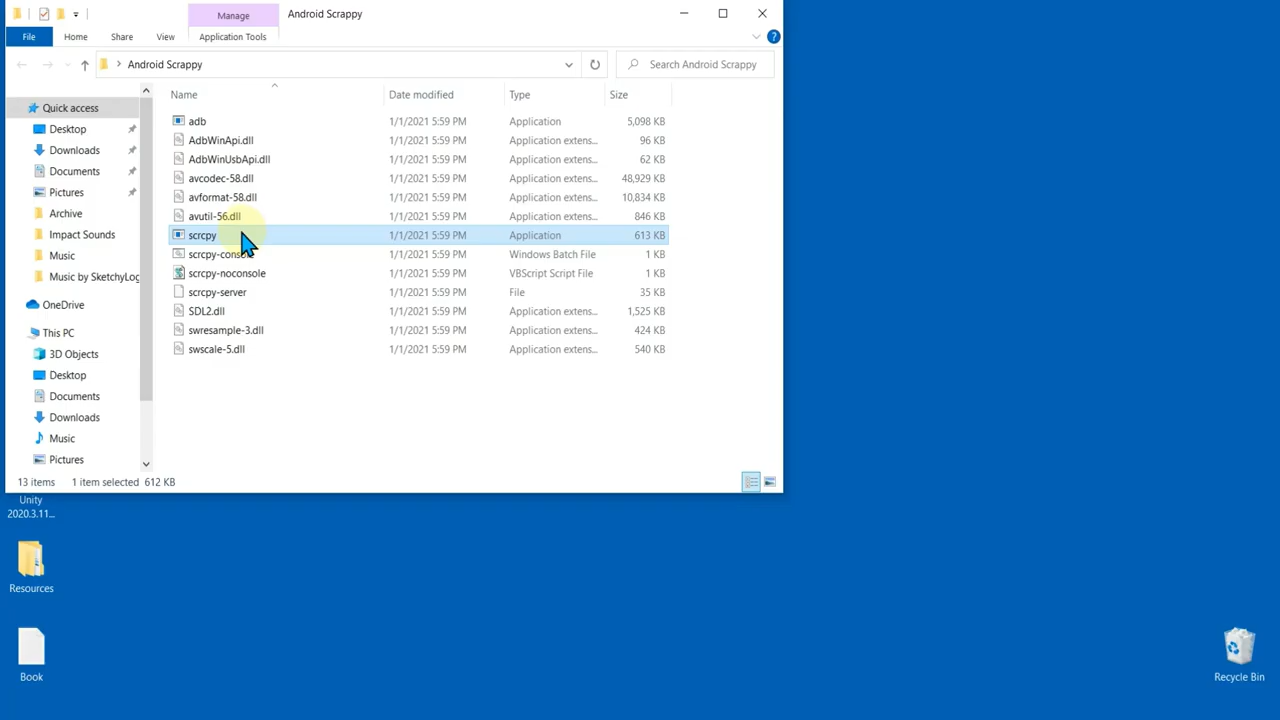 Manage
Android Scrappy
File
Home
Share
View
Application Tools
Android Scrappy
Search Android Scrappy
Name
Date modified
Type
Size
Quick access
Desktop
Downloads
Documents
Pictures
Archive
Impact Sounds
Music
Music by SketchyLog
OneDrive
This PC
3D Objects
Desktop
Documents
Downloads
Music
Pictures
adb 1/1/2021 5:59 PM Application 5,098 KB
AdbWinApi.dll 1/1/2021 5:59 PM Application extens... 96 KB
AdbWinUsbApi.dll 1/1/2021 5:59 PM Application extens... 62 KB
avcodec-58.dll 1/1/2021 5:59 PM Application extens... 48,929 KB
avformat-58.dll 1/1/2021 5:59 PM Application extens... 10,834 KB
avutil-56.dll 1/1/2021 5:59 PM Application extens... 846 KB
scrcpy 1/1/2021 5:59 PM Application 613 KB
scrcpy-console 1/1/2021 5:59 PM Windows Batch File 1 KB
scrcpy-noconsole 1/1/2021 5:59 PM VBScript Script File 1 KB
scrcpy-server 1/1/2021 5:59 PM File 35 KB
SDL2.dll 1/1/2021 5:59 PM Application extens... 1,525 KB
swresample-3.dll 1/1/2021 5:59 PM Application extens... 424 KB
swscale-5.dll 1/1/2021 5:59 PM Application extens... 540 KB
13 items 1 item selected 612 KB
Unity
2020.3.11...
Resources
Book
Recycle Bin